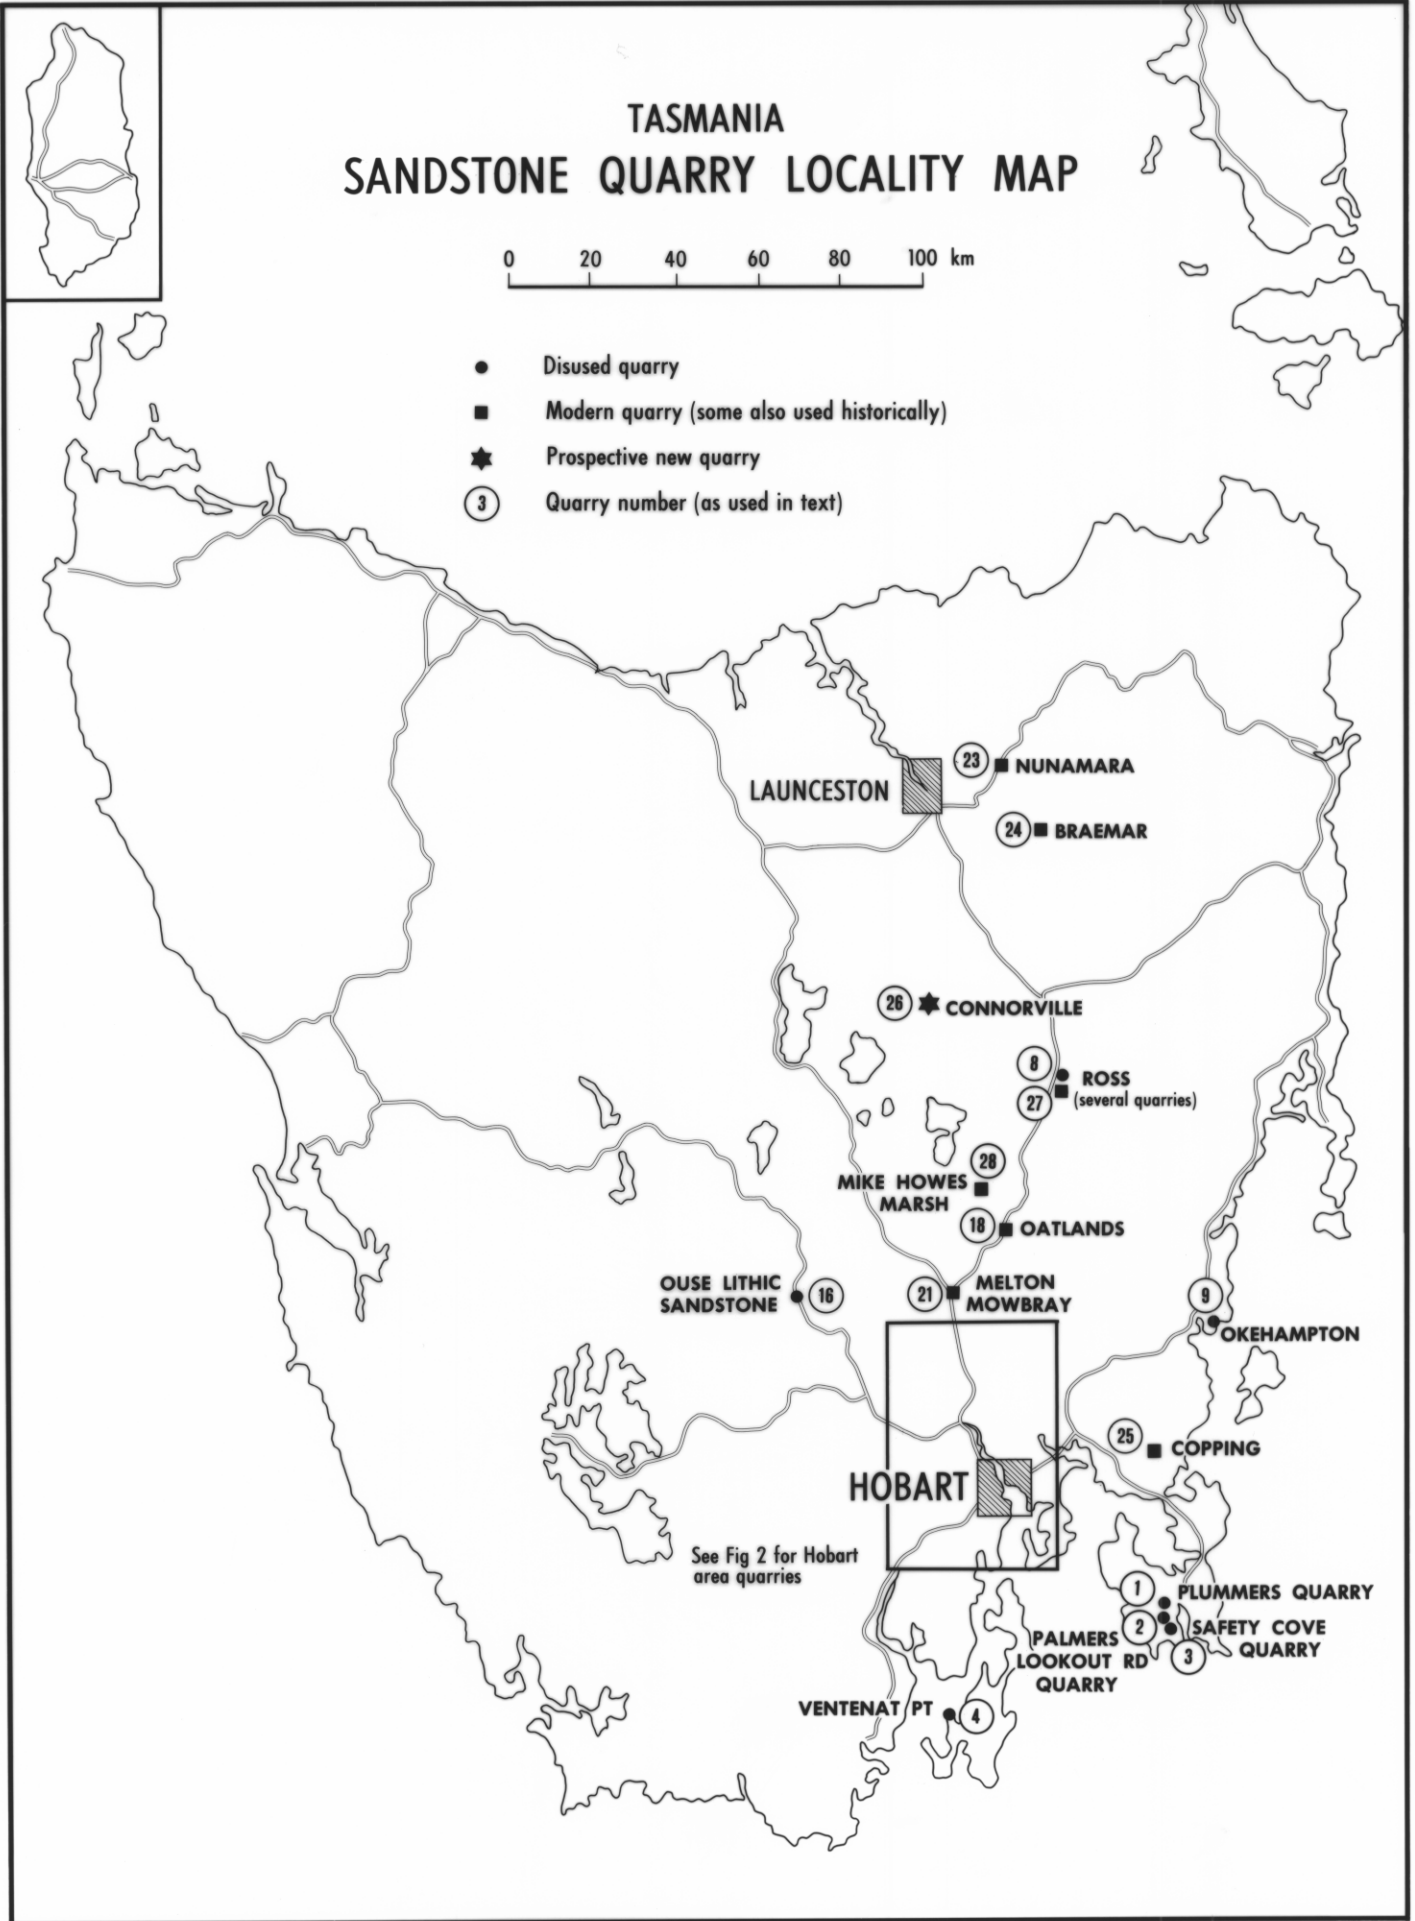 TASMANIA
SANDSTONE QUARRY LOCALITY MAP
0 20 40 60 80 100 km
Disused quarry
Modern quarry (some also used historically)
Prospective new quarry
3 Quarry number (as used in text)
23 NUNAMARA
LAUNCESTON
24 BRAEMAR
26 CONNORVILLE
8
ROSS
27 (several quarries)
28
MIKE HOWES
MARSH
18 OATLANDS
OUSE LITHIC
SANDSTONE
16
21
MELTON
MOWBRAY
9
OKEHAMPTON
25 COPPING
HOBART
See Fig 2 for Hobart
area quarries
1 PLUMMERS QUARRY
2
SAFETY COVE
QUARRY
3
PALMERS
LOOKOUT RD
QUARRY
VENTENAT PT 4